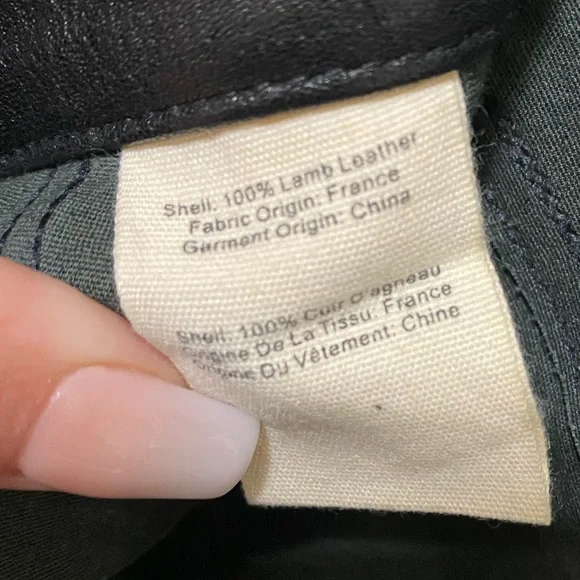 Shell: 100% Lamb Leather
Fabric Origin: France
Garment Origin: China
Shell: 100% Cuir D'agneau
Origine De La Tissu: France
Origine Du Vêtement: Chine